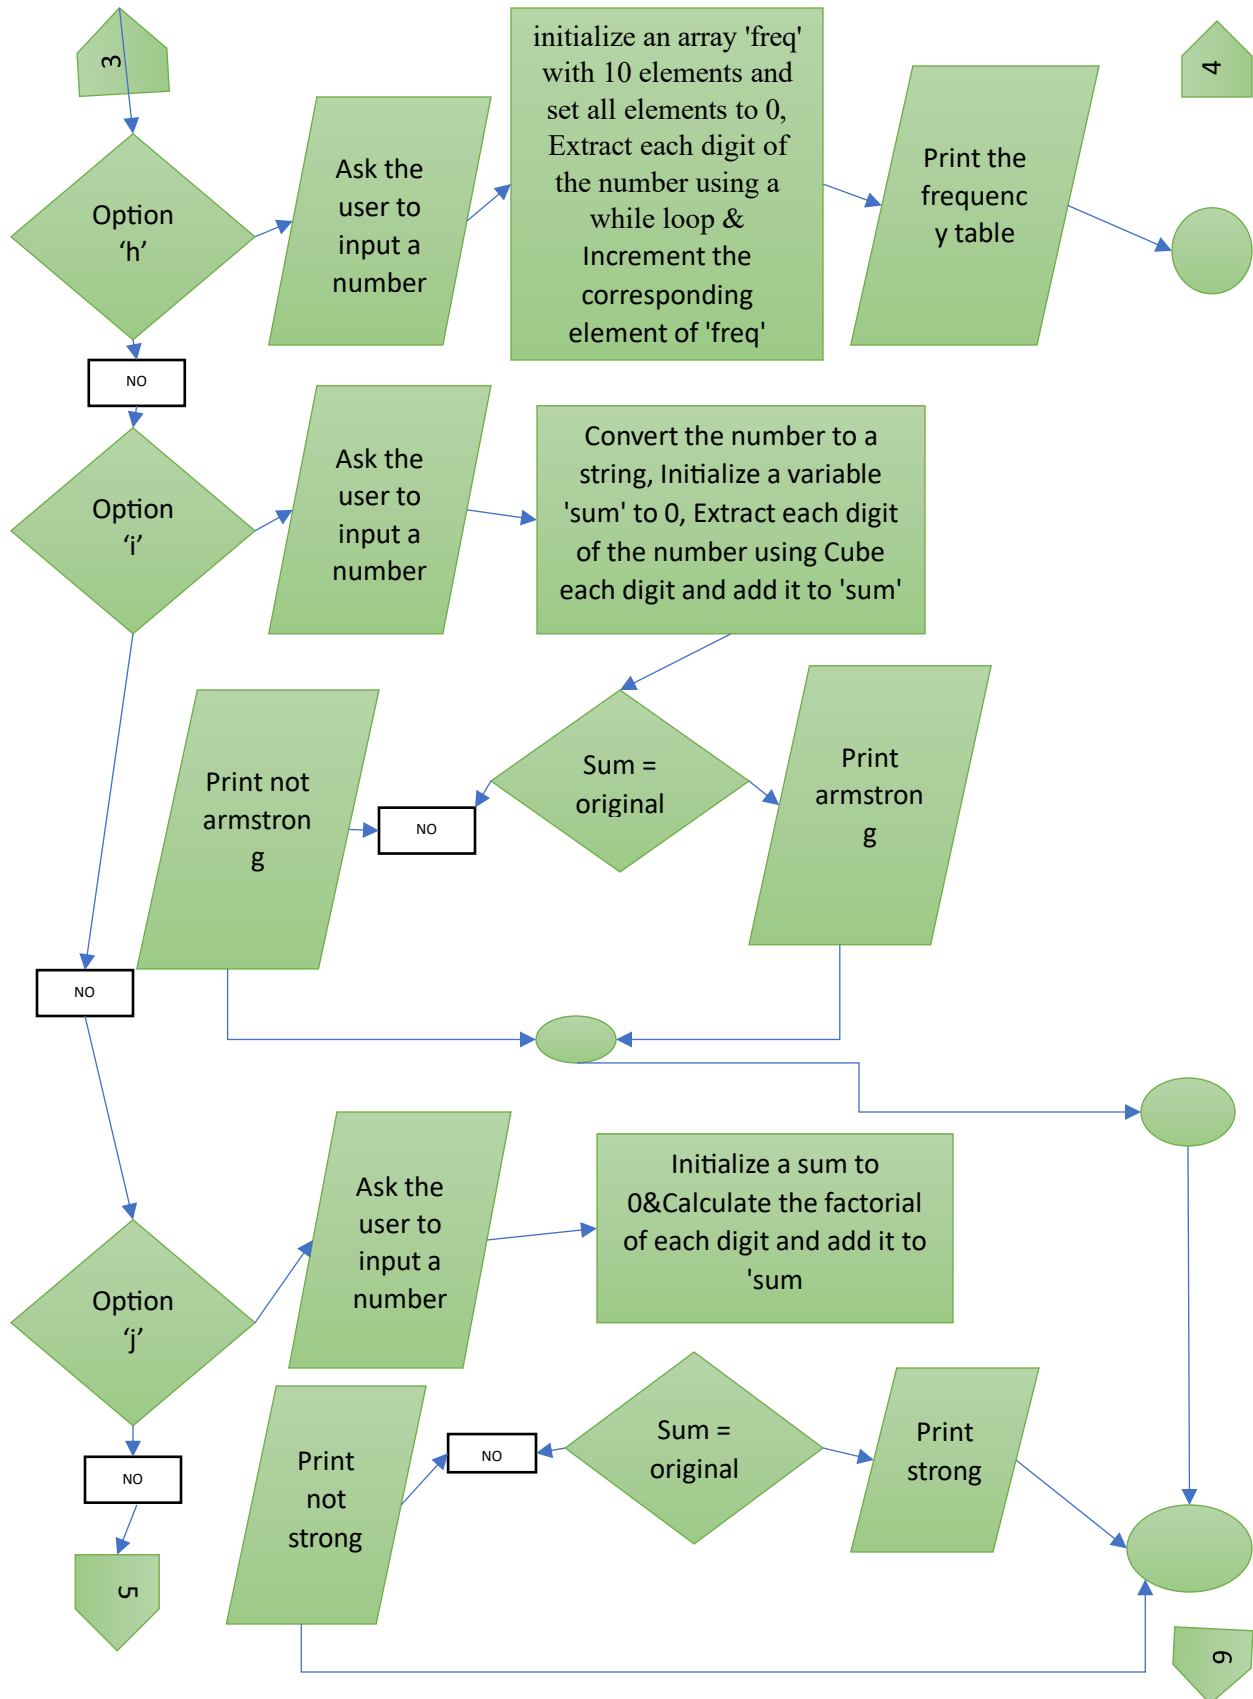 3
4
initialize an array 'freq'
with 10 elements and
set all elements to 0,
Extract each digit of
the number using a
while loop &
Increment the
corresponding
element of 'freq'
Ask the
user to
input a
number
Print the
frequenc
y table
Option
‘h’
NO
Ask the
user to
input a
number
Convert the number to a
string, Initialize a variable
'sum' to 0, Extract each digit
of the number using Cube
each digit and add it to 'sum'
Option
‘i’
Print not
armstron
g
NO
Sum =
original
Print
armstron
g
NO
Ask the
user to
input a
number
Initialize a sum to
0&Calculate the factorial
of each digit and add it to
'sum
Option
‘j’
Print
not
strong
NO
Sum =
original
Print
strong
NO
5
6